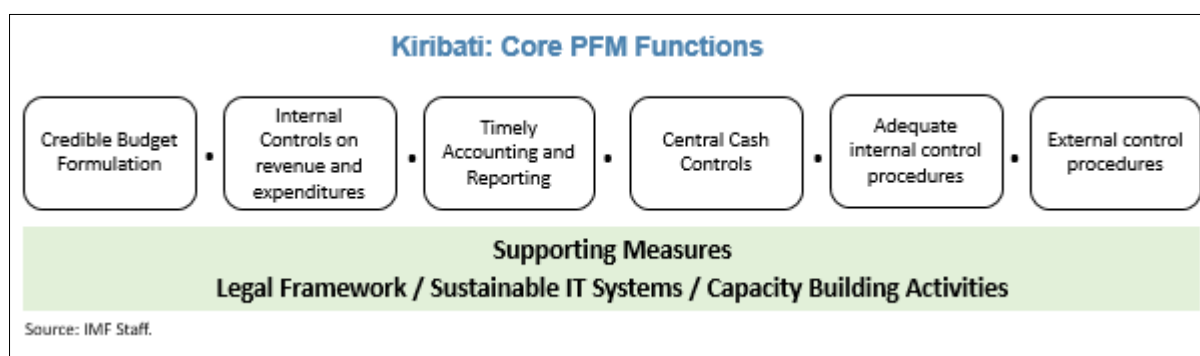 Kiribati: Core PFM Functions
Credible Budget
Formulation
Internal
Controls on
revenue and
expenditures
Timely
Accounting and
Reporting
Central Cash
Controls
Adequate
internal control
procedures
External control
procedures
Supporting Measures
Legal Framework / Sustainable IT Systems / Capacity Building Activities
Source: IMF Staff.